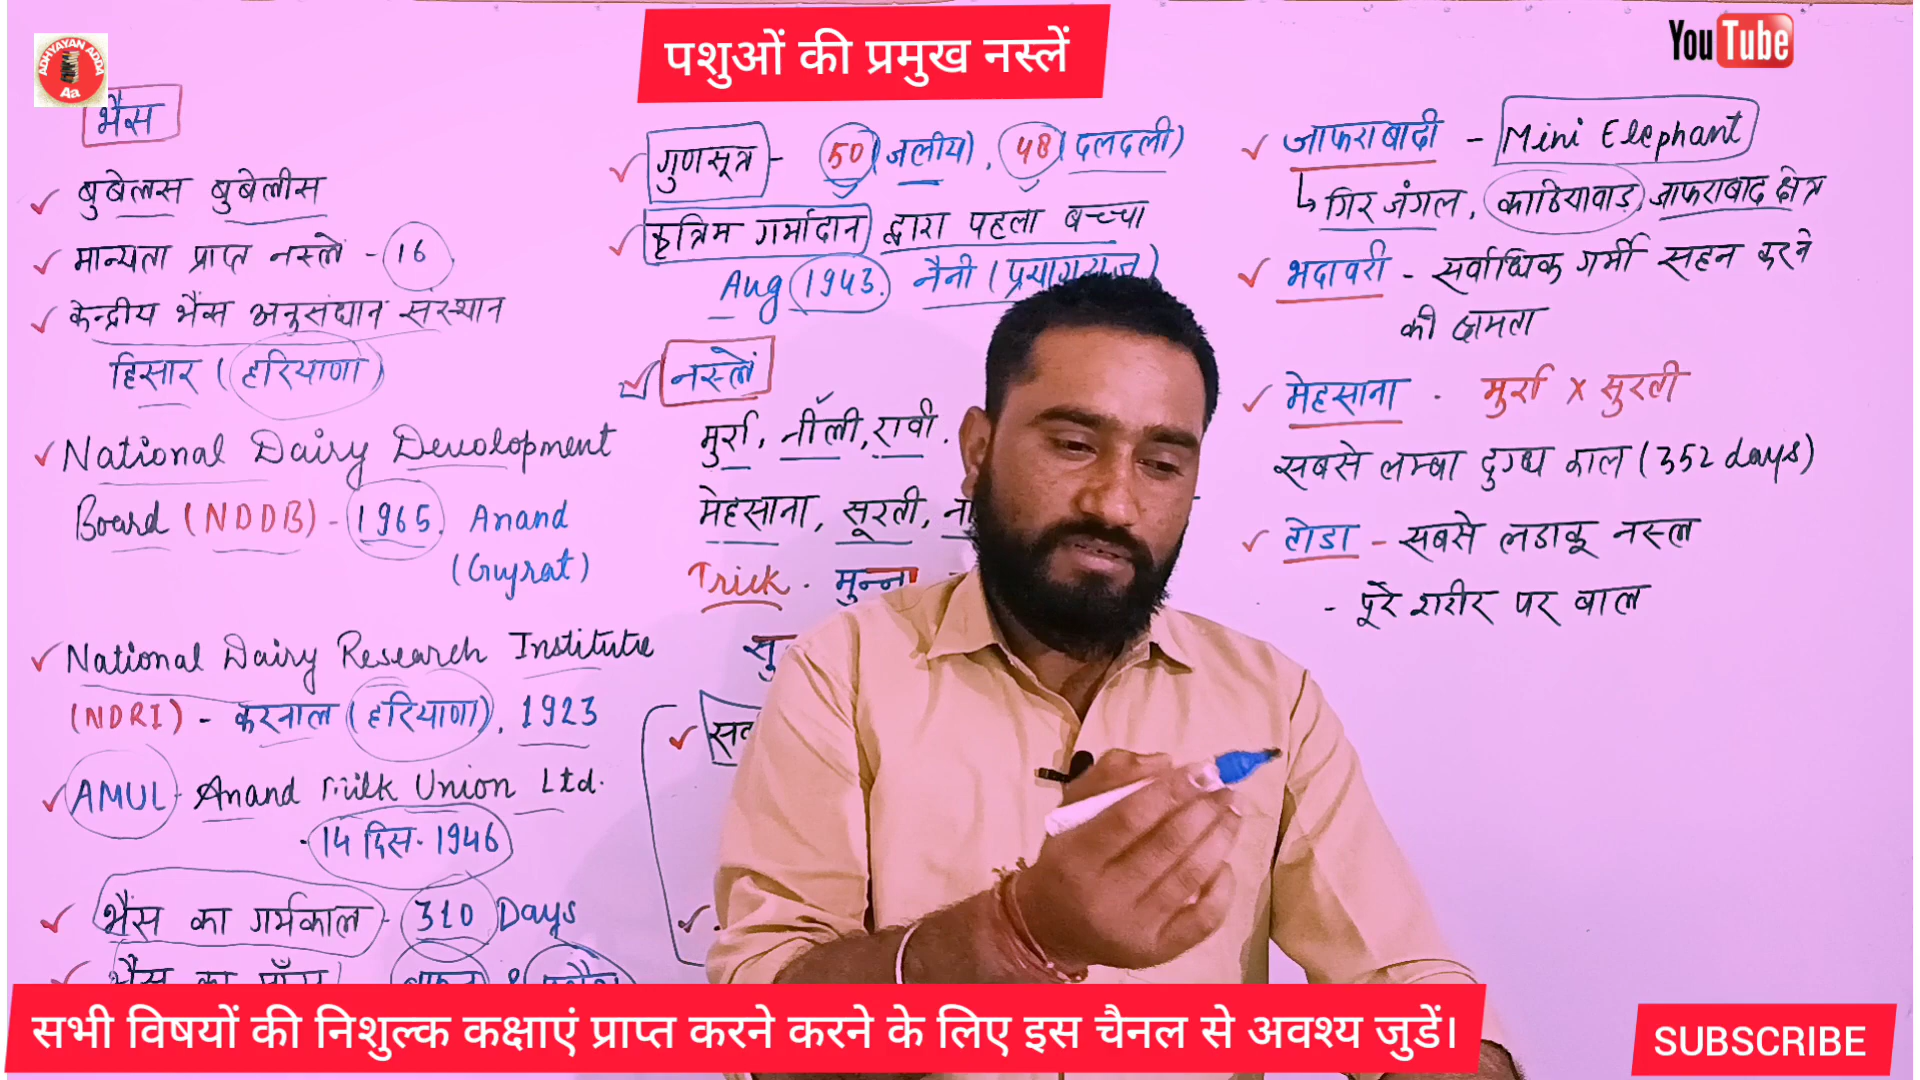 ADHYAYAN ADDA
Aa
पशुओं की प्रमुख नस्लें
YouTube
भैंस
बुबेलस बुबेलीस
मान्यता प्राप्त नस्लें - 16
केन्द्रीय भैंस अनुसंधान संस्थान
हिसार (हरियाणा)
National Dairy Devolopment
Board (NDDB) - 1965. Anand
(Gujrat)
National Dairy Research Institute
(NDRI) - करनाल (हरियाणा), 1923
AMUL - Anand Milk Union Ltd.
- 14 दिस. 1946
भैंस का गर्भकाल - 310 Days
भैंस का
गुणसूत्र - 50 (जलीय), 48 (दलदली)
कृत्रिम गर्भादान द्वारा पहला बच्चा
Aug 1943. नैनी (प्रयागराज)
नस्लें
मुर्रा, नीली, रावी.
मेहसाना, सूरती,
Trick. मुन्ना
जाफराबादी - Mini Elephant
गिर जंगल, काठियावाड़, जाफराबाद क्षेत्र
भदावरी - सर्वाधिक गर्मी सहन करने
की क्षमता
मेहसाना - मुर्रा x सुरती
सबसे लम्बा दुग्ध काल (352 days)
टोडा - सबसे लडाकू नस्ल
- पूरे शरीर पर बाल
सभी विषयों की निशुल्क कक्षाएं प्राप्त करने करने के लिए इस चैनल से अवश्य जुडें।
SUBSCRIBE